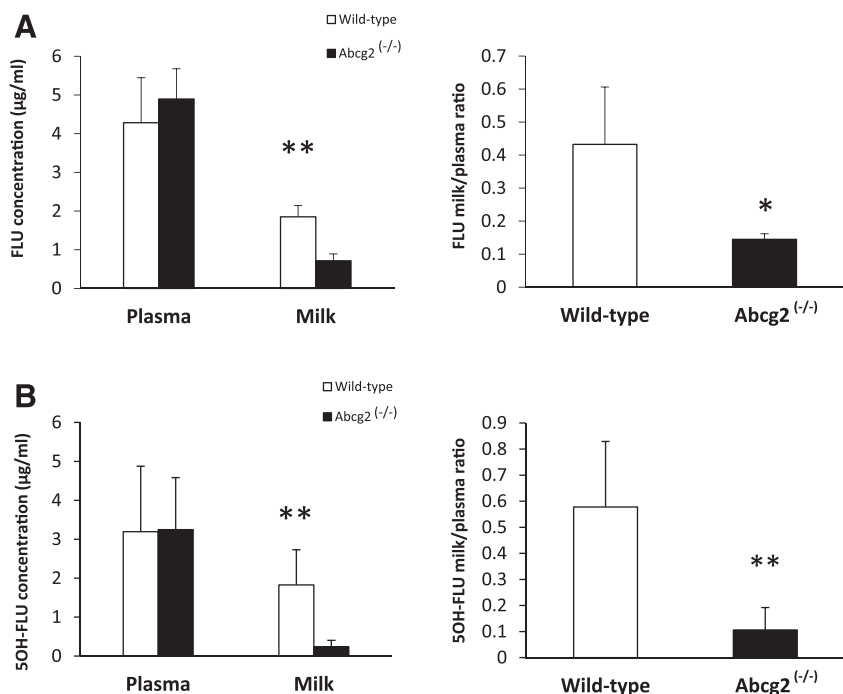 A
Wild-type
Abcg2 (-/-)
FLU concentration (µg/ml)
6
5
4
3
2
1
0
**
Plasma Milk
FLU milk/plasma ratio
0.7
0.6
0.5
0.4
0.3
0.2
0.1
0
*
Wild-type Abcg2 (-/-)
B
Wild-type
Abcg2 (-/-)
5OH-FLU concentration (µg/ml)
6
5
4
3
2
1
0
**
Plasma Milk
5OH-FLU milk/plasma ratio
0.9
0.8
0.7
0.6
0.5
0.4
0.3
0.2
0.1
0
**
Wild-type Abcg2 (-/-)